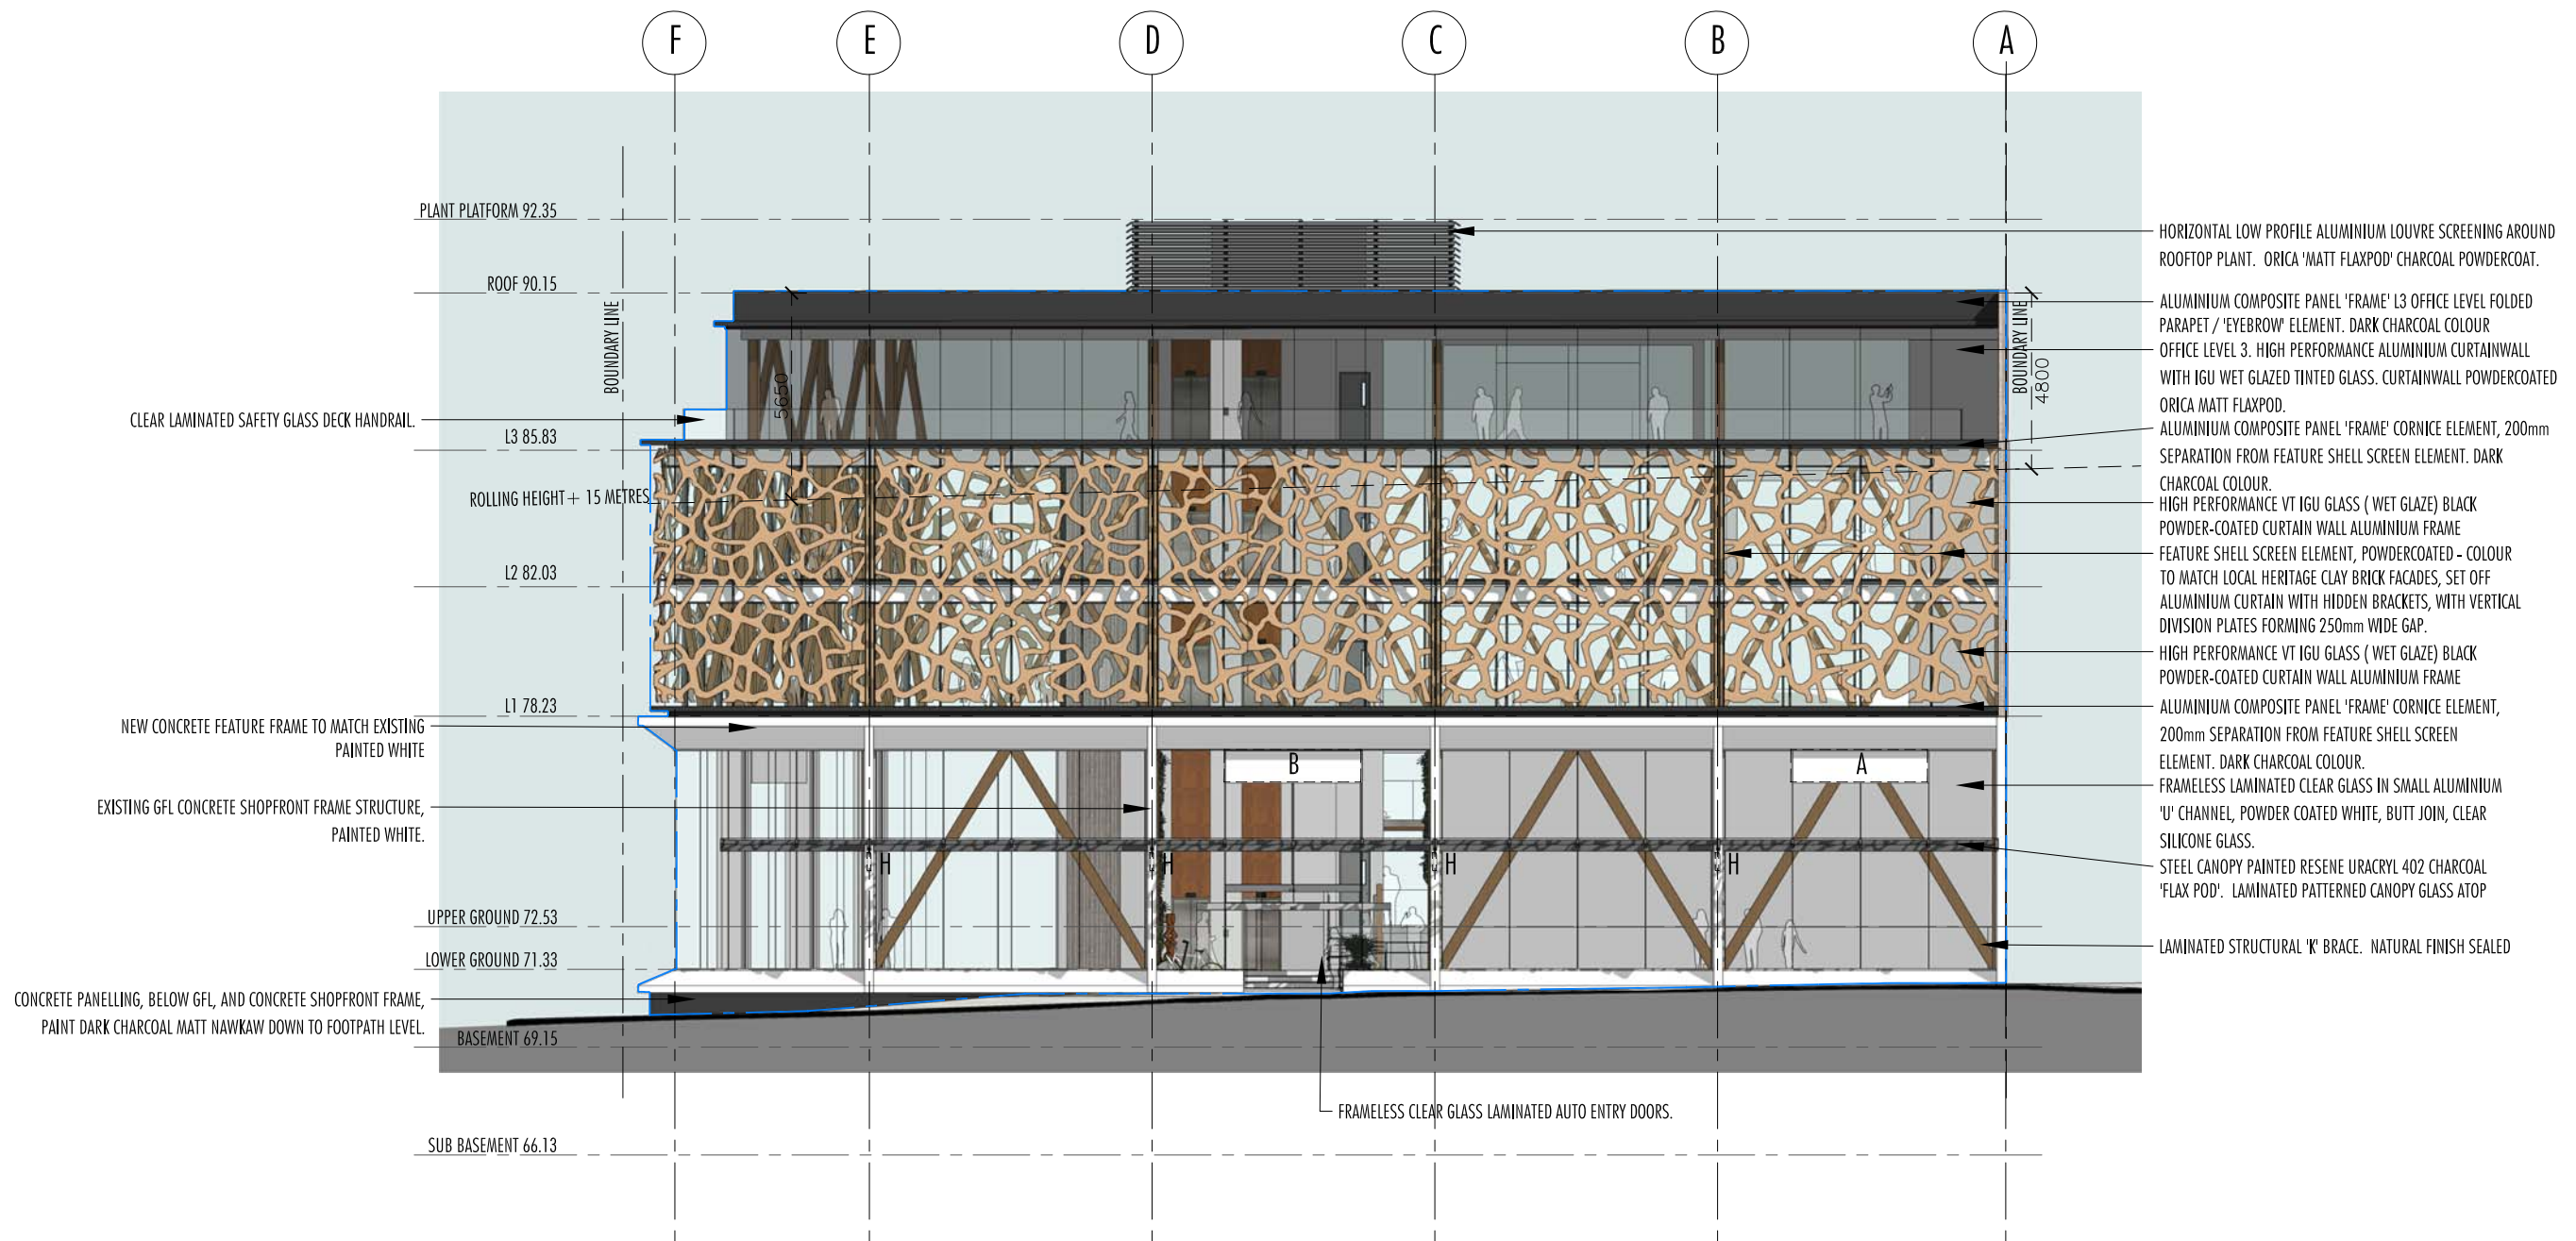 F
E
D
C
B
A
PLANT PLATFORM 92.35
ROOF 90.15
BOUNDARY LINE
CLEAR LAMINATED SAFETY GLASS DECK HANDRAIL.
L3 85.83
ROLLING HEIGHT + 15 METRES
L2 82.03
L1 78.23
NEW CONCRETE FEATURE FRAME TO MATCH EXISTING
PAINTED WHITE
EXISTING GFL CONCRETE SHOPFRONT FRAME STRUCTURE,
PAINTED WHITE.
UPPER GROUND 72.53
LOWER GROUND 71.33
CONCRETE PANELLING, BELOW GFL, AND CONCRETE SHOPFRONT FRAME,
PAINT DARK CHARCOAL MATT NAWKAW DOWN TO FOOTPATH LEVEL.
BASEMENT 69.15
SUB BASEMENT 66.13
5650
B
A
H
H
H
H
FRAMELESS CLEAR GLASS LAMINATED AUTO ENTRY DOORS.
BOUNDARY LINE
4800
HORIZONTAL LOW PROFILE ALUMINIUM LOUVRE SCREENING AROUND
ROOFTOP PLANT. ORICA 'MATT FLAXPOD' CHARCOAL POWDERCOAT.
ALUMINIUM COMPOSITE PANEL 'FRAME' L3 OFFICE LEVEL FOLDED
PARAPET / 'EYEBROW' ELEMENT. DARK CHARCOAL COLOUR
OFFICE LEVEL 3. HIGH PERFORMANCE ALUMINIUM CURTAINWALL
WITH IGU WET GLAZED TINTED GLASS. CURTAINWALL POWDERCOATED
ORICA MATT FLAXPOD.
ALUMINIUM COMPOSITE PANEL 'FRAME' CORNICE ELEMENT, 200mm
SEPARATION FROM FEATURE SHELL SCREEN ELEMENT. DARK
CHARCOAL COLOUR.
HIGH PERFORMANCE VT IGU GLASS ( WET GLAZE) BLACK
POWDER-COATED CURTAIN WALL ALUMINIUM FRAME
FEATURE SHELL SCREEN ELEMENT, POWDERCOATED - COLOUR
TO MATCH LOCAL HERITAGE CLAY BRICK FACADES, SET OFF
ALUMINIUM CURTAIN WITH HIDDEN BRACKETS, WITH VERTICAL
DIVISION PLATES FORMING 250mm WIDE GAP.
HIGH PERFORMANCE VT IGU GLASS ( WET GLAZE) BLACK
POWDER-COATED CURTAIN WALL ALUMINIUM FRAME
ALUMINIUM COMPOSITE PANEL 'FRAME' CORNICE ELEMENT,
200mm SEPARATION FROM FEATURE SHELL SCREEN
ELEMENT. DARK CHARCOAL COLOUR.
FRAMELESS LAMINATED CLEAR GLASS IN SMALL ALUMINIUM
'U' CHANNEL, POWDER COATED WHITE, BUTT JOIN, CLEAR
SILICONE GLASS.
STEEL CANOPY PAINTED RESENE URACRYL 402 CHARCOAL
'FLAX POD'. LAMINATED PATTERNED CANOPY GLASS ATOP
LAMINATED STRUCTURAL 'K' BRACE. NATURAL FINISH SEALED